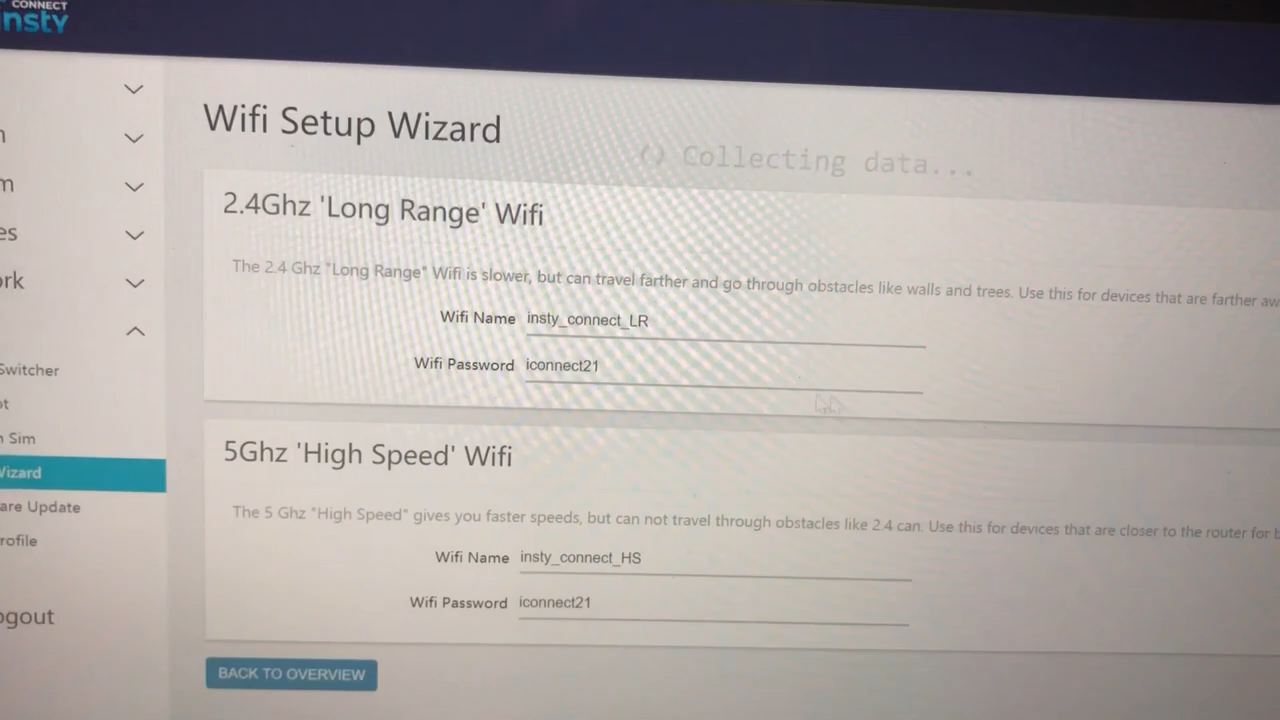 CONNECT
nsty
Wifi Setup Wizard
Collecting data...
2.4Ghz 'Long Range' Wifi
The 2.4 Ghz "Long Range" Wifi is slower, but can travel farther and go through obstacles like walls and trees. Use this for devices that are farther aw
Wifi Name insty_connect_LR
Wifi Password iconnect21
5Ghz 'High Speed' Wifi
The 5 Ghz "High Speed" gives you faster speeds, but can not travel through obstacles like 2.4 can. Use this for devices that are closer to the router for b
Wifi Name insty_connect_HS
Wifi Password iconnect21
BACK TO OVERVIEW
n
m
es
ork
Switcher
ot
n Sim
Wizard
are Update
rofile
ogout